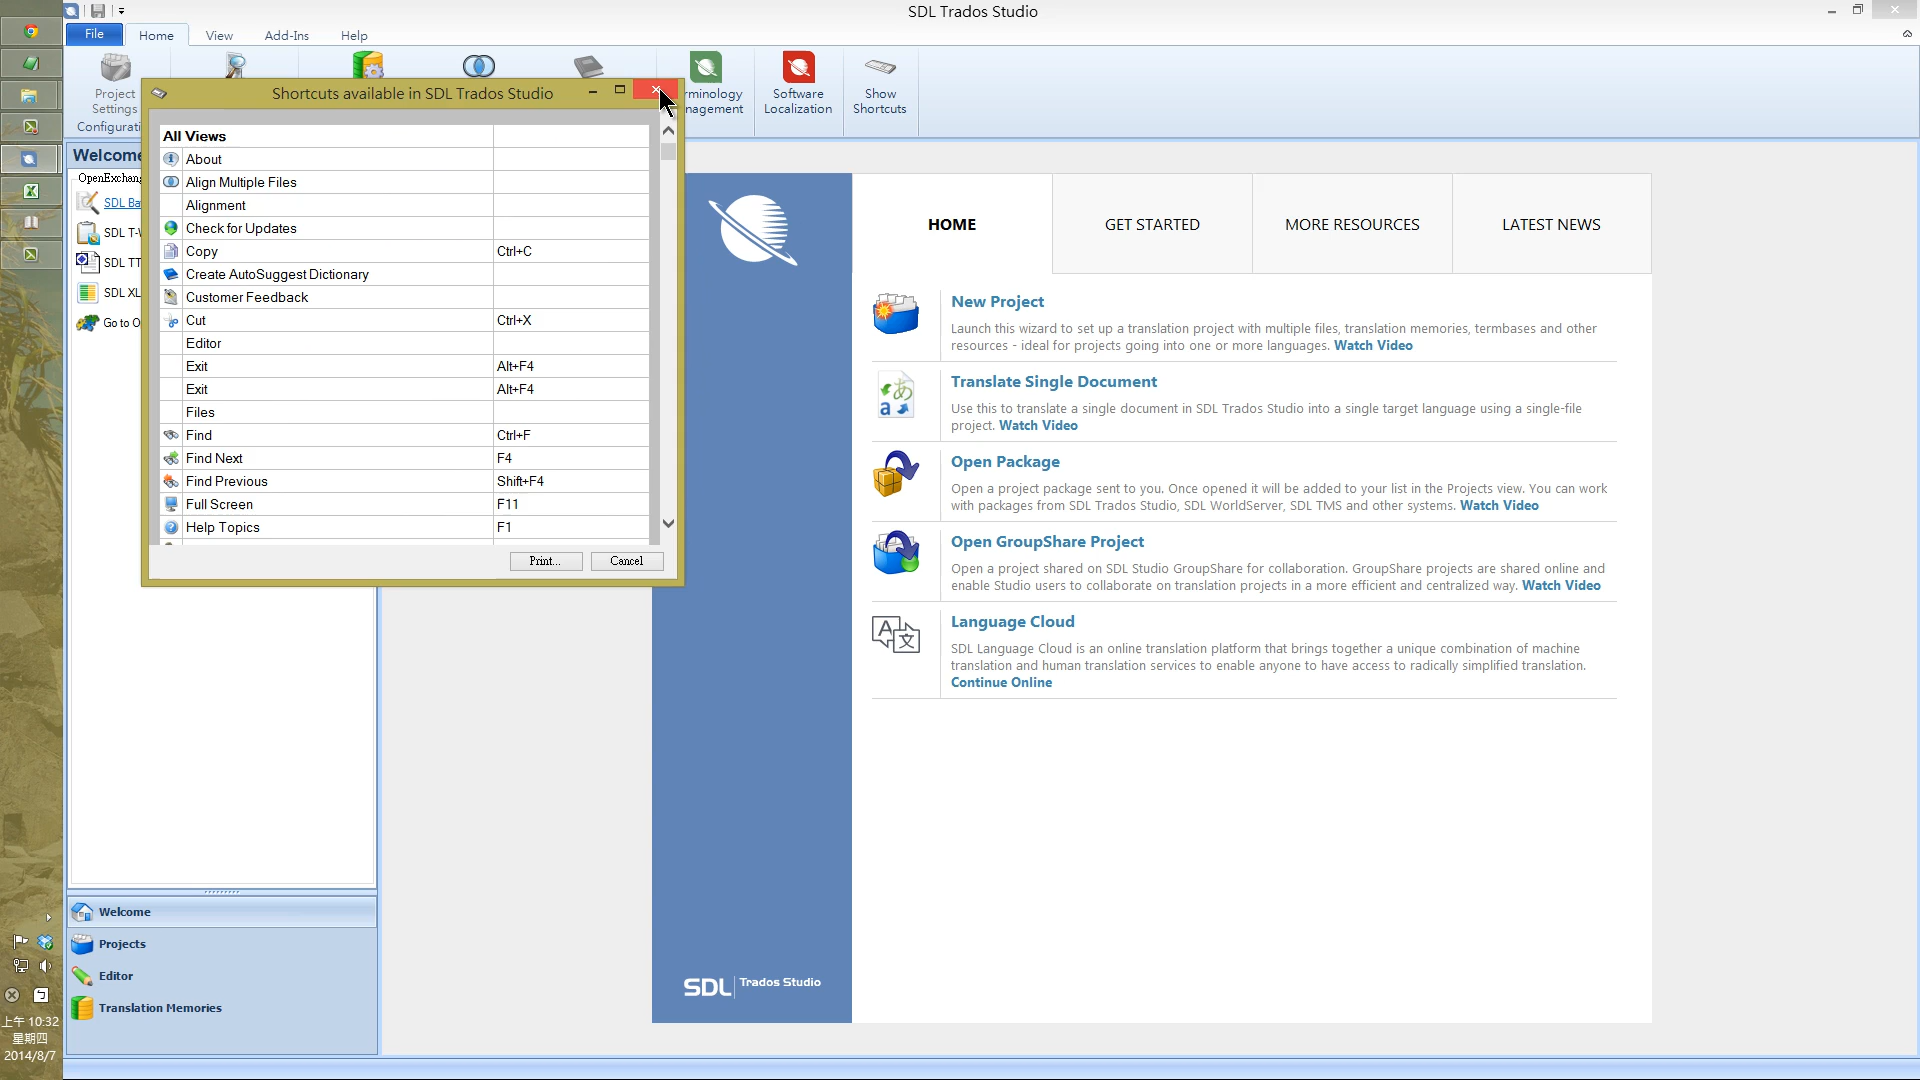 SDL Trados Studio
File Home View Add-Ins Help
Project
Settings
Configurati
Shortcuts available in SDL Trados Studio
All Views
About
Align Multiple Files
Alignment
Check for Updates
Copy Ctrl+C
Create AutoSuggest Dictionary
Customer Feedback
Cut Ctrl+X
Editor
Exit Alt+F4
Exit Alt+F4
Files
Find Ctrl+F
Find Next F4
Find Previous Shift+F4
Full Screen F11
Help Topics F1
Print... Cancel
rminology
nagement
Software
Localization
Show
Shortcuts
Welcome
OpenExchang
SDL Ba
SDL T-
SDL TT
SDL XL
Go to O
HOME GET STARTED MORE RESOURCES LATEST NEWS
New Project
Launch this wizard to set up a translation project with multiple files, translation memories, termbases and other
resources - ideal for projects going into one or more languages. Watch Video
Translate Single Document
Use this to translate a single document in SDL Trados Studio into a single target language using a single-file
project. Watch Video
Open Package
Open a project package sent to you. Once opened it will be added to your list in the Projects view. You can work
with packages from SDL Trados Studio, SDL WorldServer, SDL TMS and other systems. Watch Video
Open GroupShare Project
Open a project shared on SDL Studio GroupShare for collaboration. GroupShare projects are shared online and
enable Studio users to collaborate on translation projects in a more efficient and centralized way. Watch Video
Language Cloud
SDL Language Cloud is an online translation platform that brings together a unique combination of machine
translation and human translation services to enable anyone to have access to radically simplified translation.
Continue Online
SDL Trados Studio
Welcome
Projects
Editor
Translation Memories
上午 10:32
星期四
2014/8/7